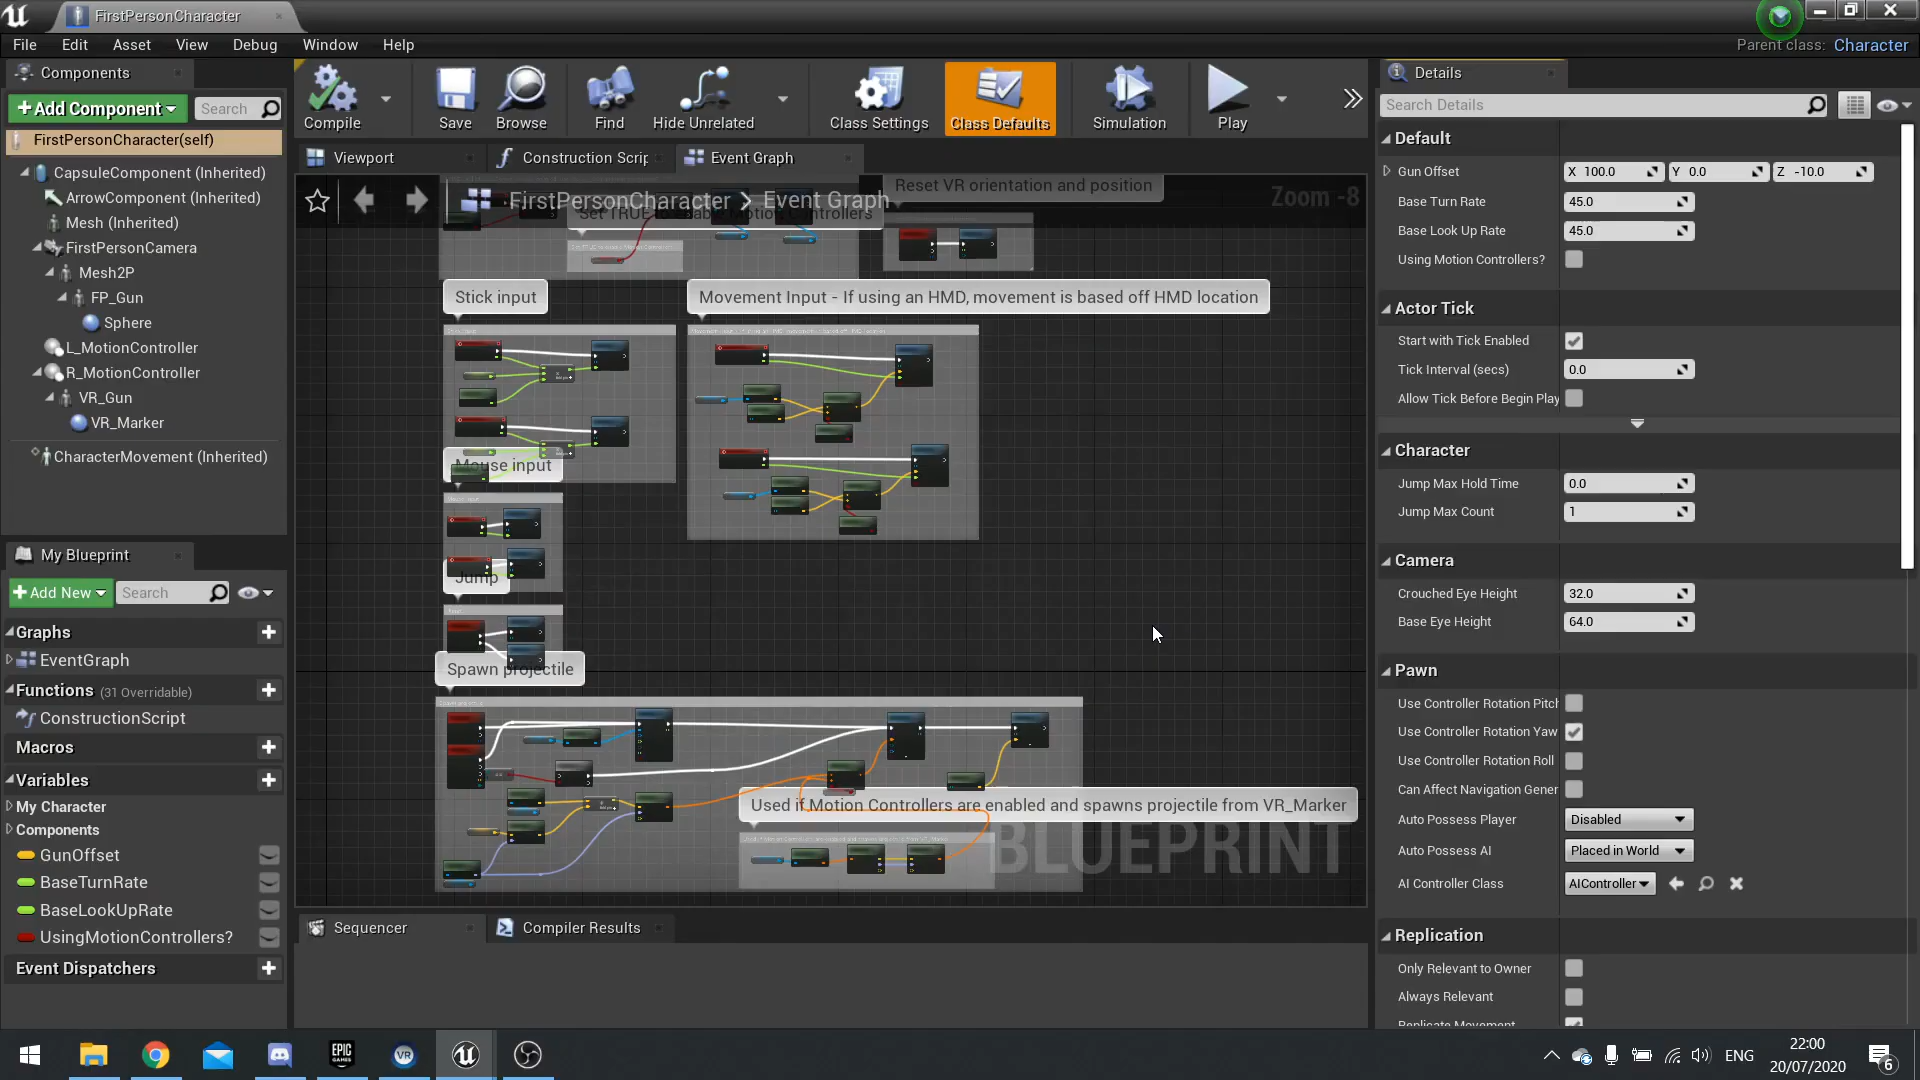 FirstPersonCharacter
File Edit Asset View Debug Window Help
Parent class: Character
Components
+Add Component
Search
FirstPersonCharacter(self)
CapsuleComponent (Inherited)
ArrowComponent (Inherited)
Mesh (Inherited)
FirstPersonCamera
Mesh2P
FP_Gun
Sphere
L_MotionController
R_MotionController
VR_Gun
VR_Marker
CharacterMovement (Inherited)
My Blueprint
+Add New
Search
Graphs
EventGraph
Functions (31 Overridable)
ConstructionScript
Macros
Variables
My Character
Components
GunOffset
BaseTurnRate
BaseLookUpRate
UsingMotionControllers?
Event Dispatchers
Compile
Save
Browse
Find
Hide Unrelated
Class Settings
Class Defaults
Simulation
Play
Viewport
Construction Scrip
Event Graph
FirstPersonCharacter > Event Graph
Zoom -8
Reset VR orientation and position
Set TRUE to enable Motion Controllers
Stick input
Movement Input - If using an HMD, movement is based off HMD location
Mouse input
Jump
Spawn projectile
Used if Motion Controllers are enabled and spawns projectile from VR_Marker
BLUEPRINT
Sequencer
Compiler Results
Details
Search Details
Default
Gun Offset X 100.0 Y 0.0 Z -10.0
Base Turn Rate 45.0
Base Look Up Rate 45.0
Using Motion Controllers?
Actor Tick
Start with Tick Enabled
Tick Interval (secs) 0.0
Allow Tick Before Begin Play
Character
Jump Max Hold Time 0.0
Jump Max Count 1
Camera
Crouched Eye Height 32.0
Base Eye Height 64.0
Pawn
Use Controller Rotation Pitch
Use Controller Rotation Yaw
Use Controller Rotation Roll
Can Affect Navigation Gener
Auto Possess Player Disabled
Auto Possess AI Placed in World
AI Controller Class AIController
Replication
Only Relevant to Owner
Always Relevant
Replicate Movement
EPIC GAMES
VR
ENG
22:00
20/07/2020
6